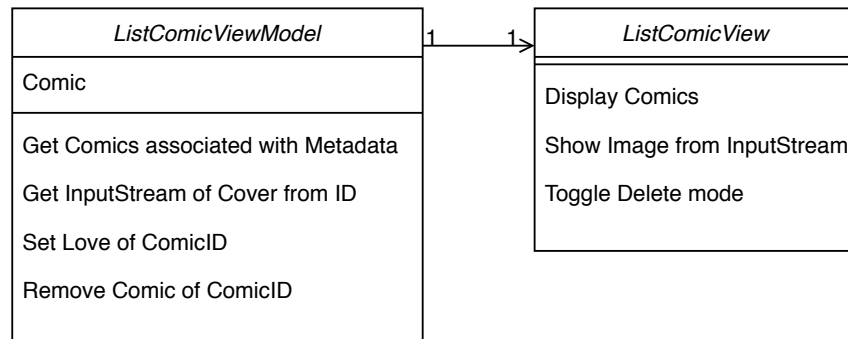 ListComicViewModel
1
1
ListComicView
Comic
Get Comics associated with Metadata
Get InputStream of Cover from ID
Set Love of ComicID
Remove Comic of ComicID
Display Comics
Show Image from InputStream
Toggle Delete mode